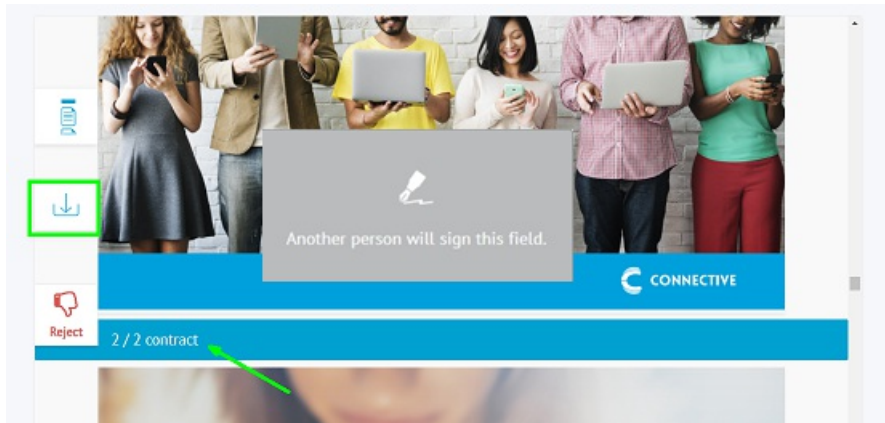 Another person will sign this field.
CONNECTIVE
Reject
2 / 2 contract